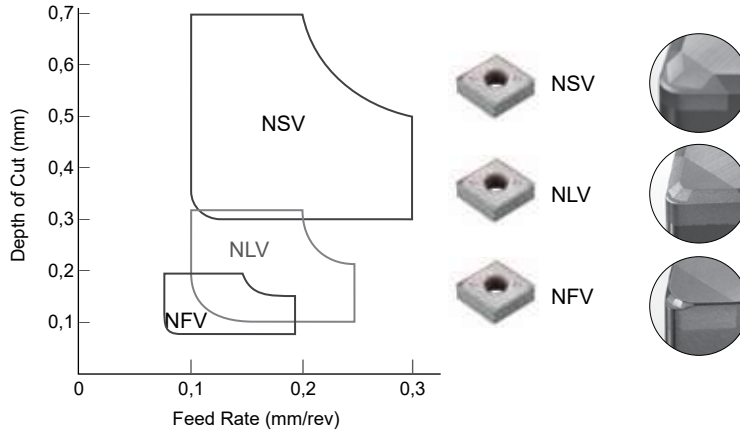 0,7
0,6
0,5
0,4
0,3
0,2
0,1
0
0,1
0,2
0,3
Depth of Cut (mm)
Feed Rate (mm/rev)
NSV
NLV
NFV
NSV
NLV
NFV